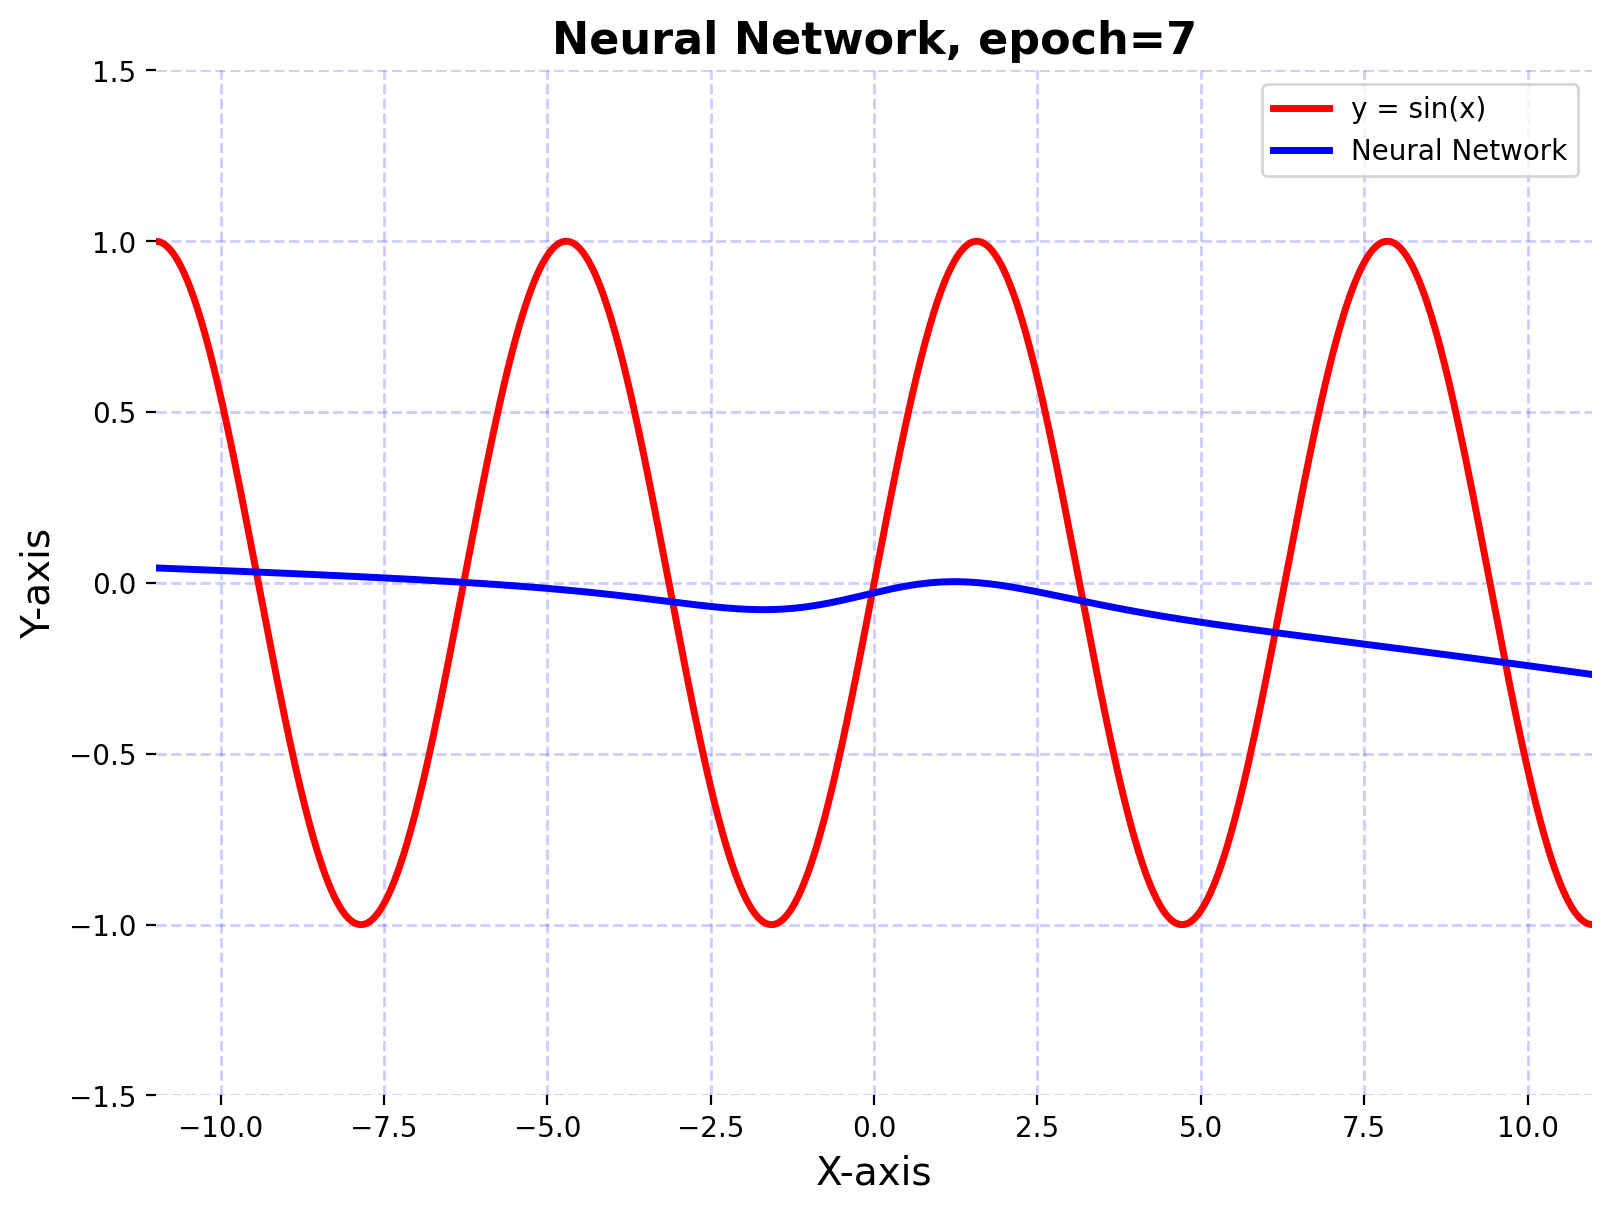 Neural Network, epoch=7
y = sin(x)
Neural Network
1.5
1.0
0.5
0.0
−0.5
−1.0
−1.5
Y-axis
−10.0 −7.5 −5.0 −2.5 0.0 2.5 5.0 7.5 10.0
X-axis